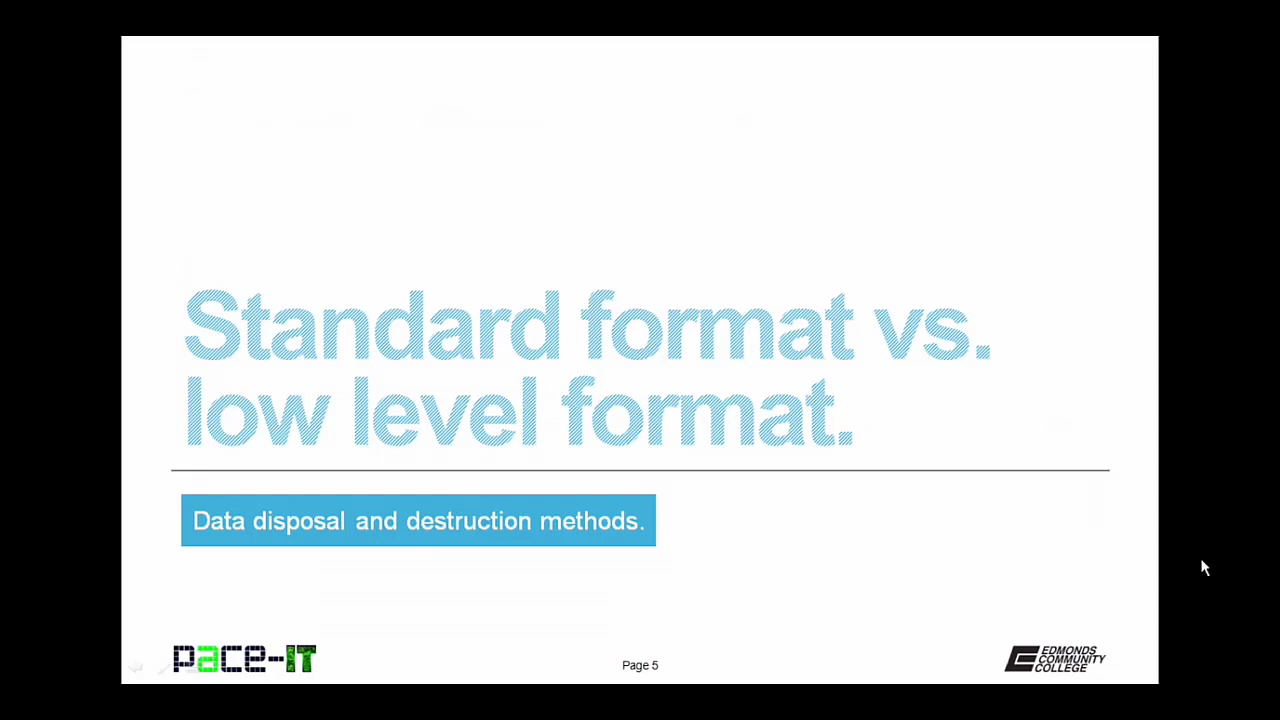 Standard format vs.
low level format.
Data disposal and destruction methods.
pace-IT
Page 5
EDMONDS
COMMUNITY
COLLEGE